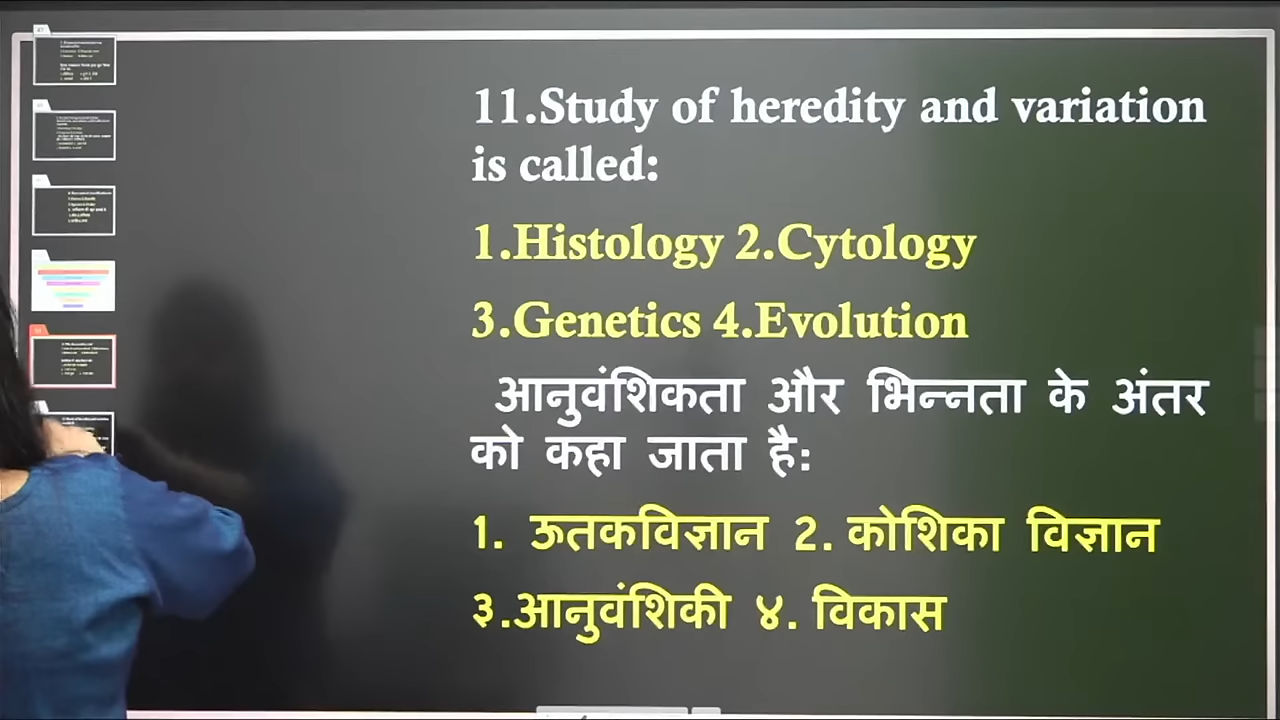 11.Study of heredity and variation
is called:
1.Histology 2.Cytology
3.Genetics 4.Evolution
आनुवंशिकता और भिन्नता के अंतर
को कहा जाता है:
1. ऊतकविज्ञान 2. कोशिका विज्ञान
३.आनुवंशिकी ४. विकास